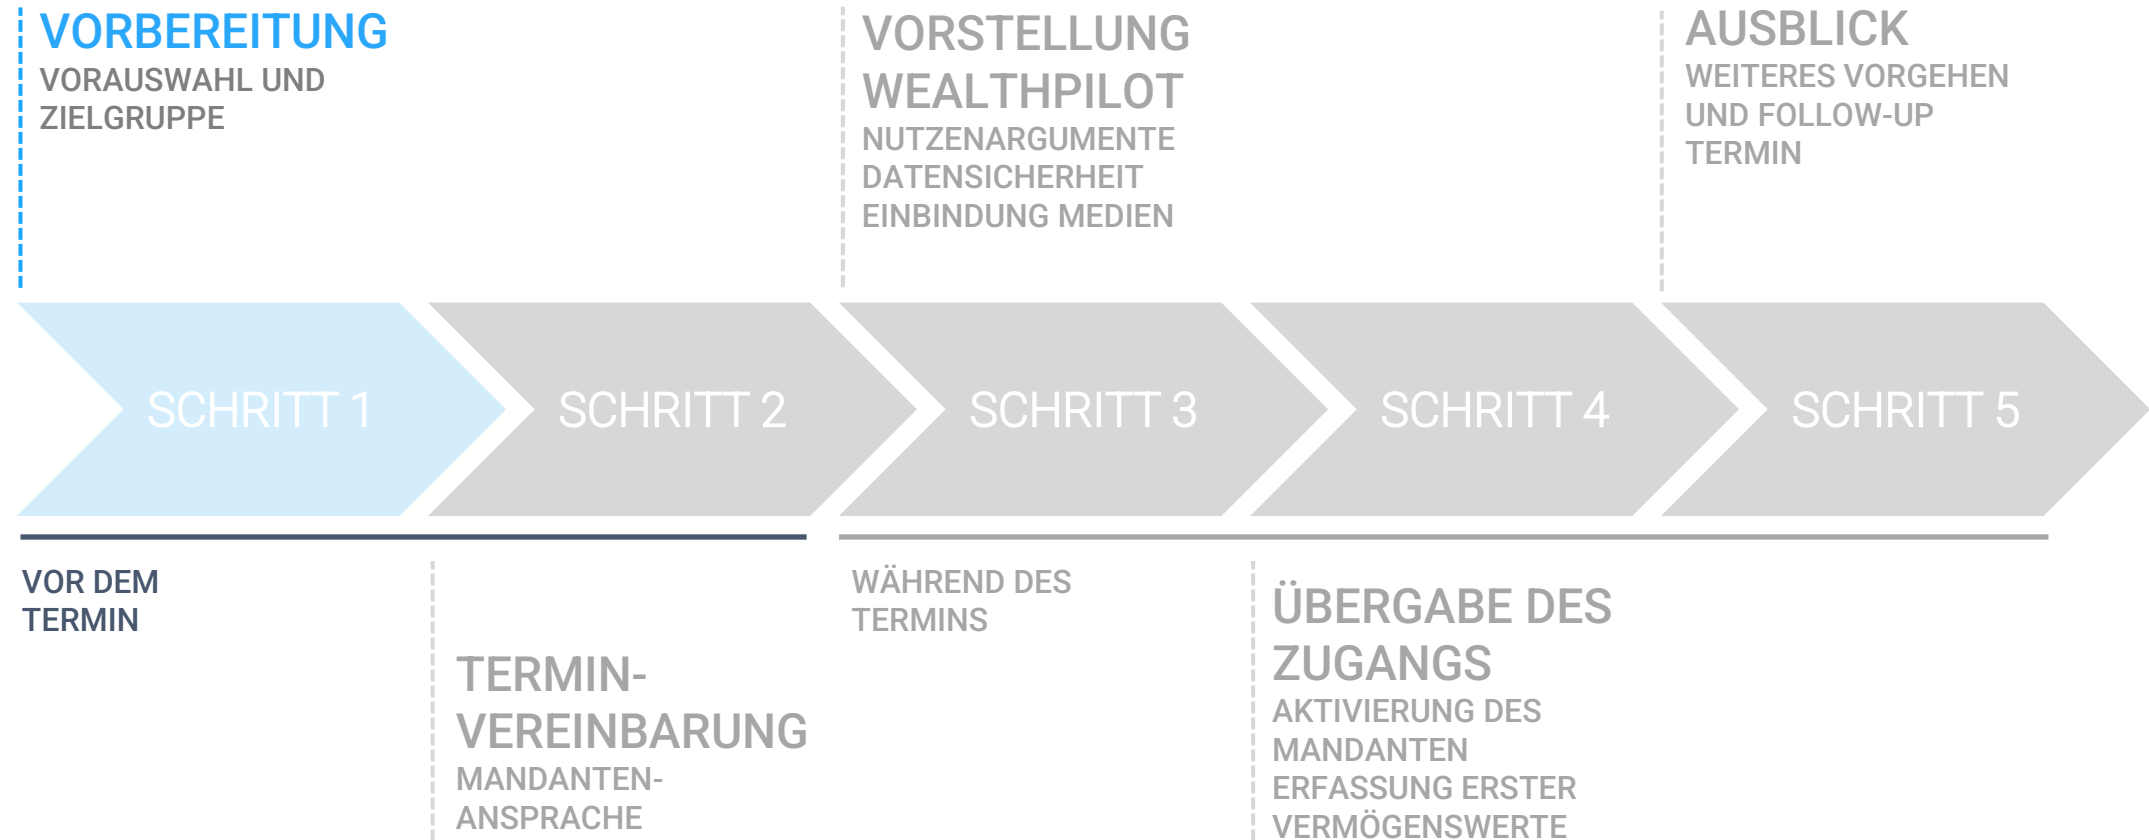 VORBEREITUNG
VORAUSWAHL UND
ZIELGRUPPE
VORSTELLUNG
WEALTHPILOT
NUTZENARGUMENTE
DATENSICHERHEIT
EINBINDUNG MEDIEN
AUSBLICK
WEITERES VORGEHEN
UND FOLLOW-UP
TERMIN
SCHRITT 1
SCHRITT 2
SCHRITT 3
SCHRITT 4
SCHRITT 5
VOR DEM
TERMIN
TERMIN-
VEREINBARUNG
MANDANTEN-
ANSPRACHE
WÄHREND DES
TERMINS
ÜBERGABE DES
ZUGANGS
AKTIVIERUNG DES
MANDANTEN
ERFASSUNG ERSTER
VERMÖGENSWERTE